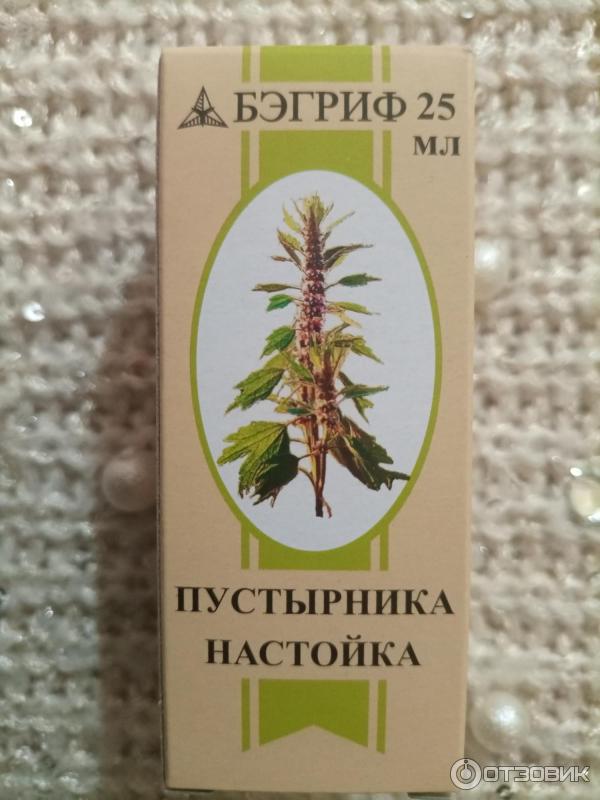 БЭГРИФ 25
МЛ
ПУСТЫРНИКА
НАСТОЙКА
ОТЗОВИК